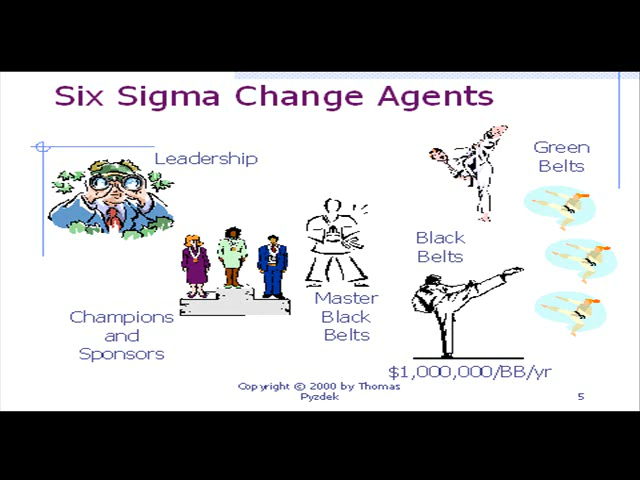 Six Sigma Change Agents
Leadership
Green
Belts
Black
Belts
Master
Black
Belts
Champions
and
Sponsors
$1,000,000/BB/yr
Copyright © 2000 by Thomas
Pyzdek
5